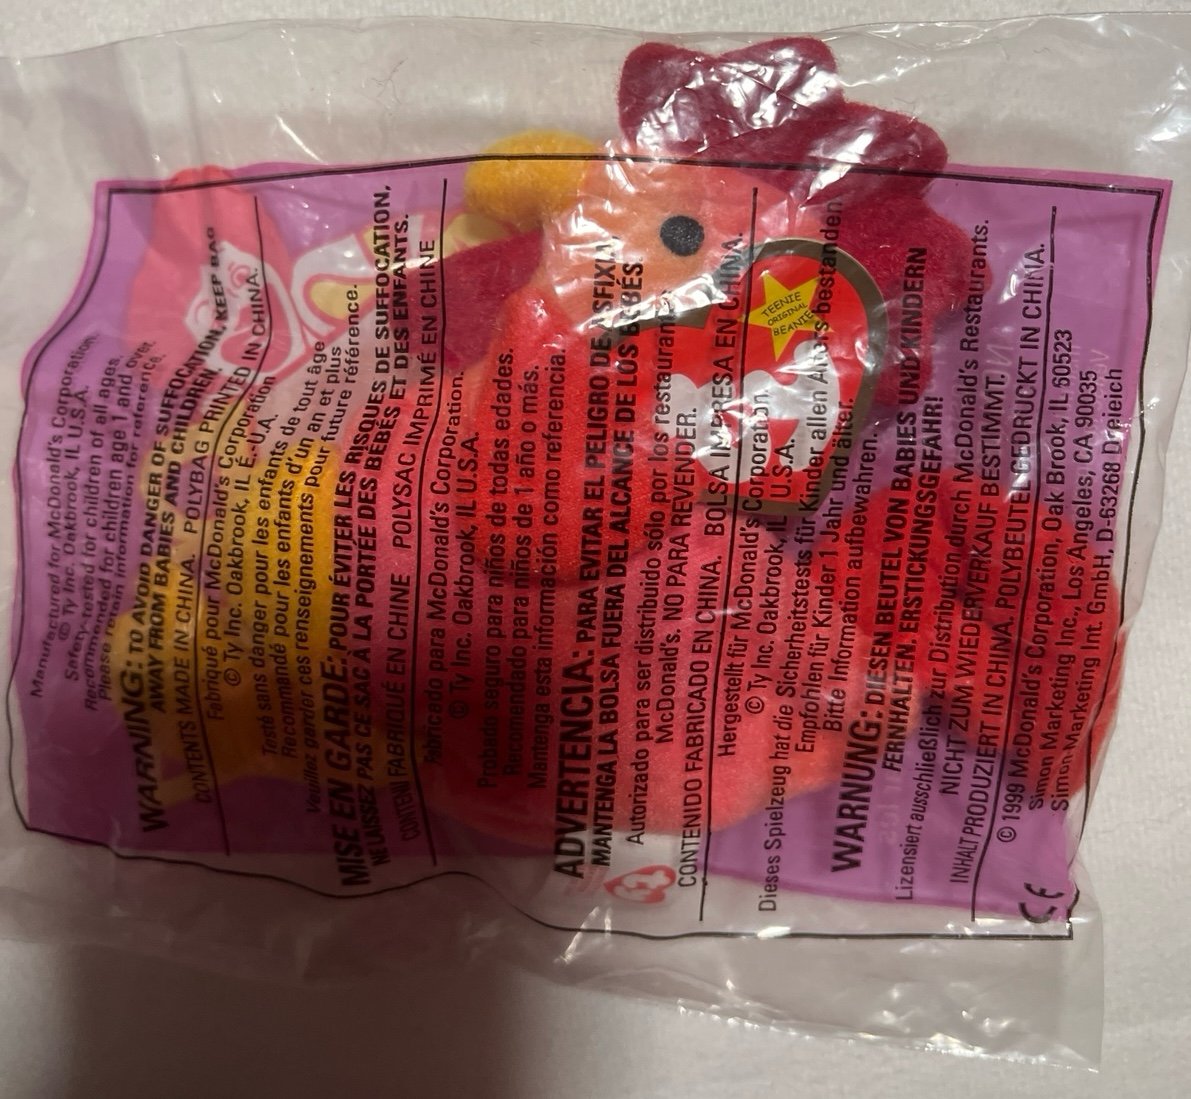 Manufactured for McDonald's Corporation.
© Ty Inc. Oakbrook, IL U.S.A.
Safety-tested for children of all ages.
Recommended for children age 1 and over.
Please retain information for reference.
WARNING: TO AVOID DANGER OF SUFFOCATION, KEEP BAG
AWAY FROM BABIES AND CHILDREN.
CONTENTS MADE IN CHINA. POLYBAG PRINTED IN CHINA.
Fabriqué pour McDonald's Corporation
© Ty Inc. Oakbrook, IL É.-U.A.
Testé sans danger pour les enfants de tout âge
Recommandé pour les enfants d'un an et plus
Veuillez garder ces renseignements pour future référence.
MISE EN GARDE: POUR ÉVITER LES RISQUES DE SUFFOCATION,
NE LAISSEZ PAS CE SAC À LA PORTÉE DES BÉBÉS ET DES ENFANTS.
CONTENU FABRIQUÉ EN CHINE POLYSAC IMPRIMÉ EN CHINE
Fabricado para McDonald's Corporation.
© Ty Inc. Oakbrook, IL U.S.A.
Probado seguro para niños de todas edades.
Recomendado para niños de 1 año o más.
Mantenga esta información como referencia.
ADVERTENCIA: PARA EVITAR EL PELIGRO DE ASFIXIA
MANTENGA LA BOLSA FUERA DEL ALCANCE DE LOS BEBÉS.
Autorizado para ser distribuido sólo por los restaurantes
McDonald's. NO PARA REVENDER.
CONTENIDO FABRICADO EN CHINA. BOLSA IMPRESA EN CHINA.
Hergestellt für McDonald's Corporation.
© Ty Inc. Oakbrook, IL U.S.A.
Dieses Spielzeug hat die Sicherheitstests für Kinder allen Alters bestanden.
Empfohlen für Kinder 1 Jahr und älter.
Bitte Information aufbewahren.
WARNUNG: DIESEN BEUTEL VON BABIES UND KINDERN
FERNHALTEN, ERSTICKUNGSGEFAHR!
Lizensiert ausschließlich zur Distribution durch McDonald's Restaurants.
NICHT ZUM WIEDERVERKAUF BESTIMMT.
INHALT PRODUZIERT IN CHINA. POLYBEUTEL GEDRUCKT IN CHINA.
© 1999 McDonald's Corporation, Oak Brook, IL 60523
Simon Marketing Inc., Los Angeles, CA 90035
Simon Marketing Int. GmbH, D-63268 Dreieich
CE
TEENIE
ORIGINAL
BEANIE